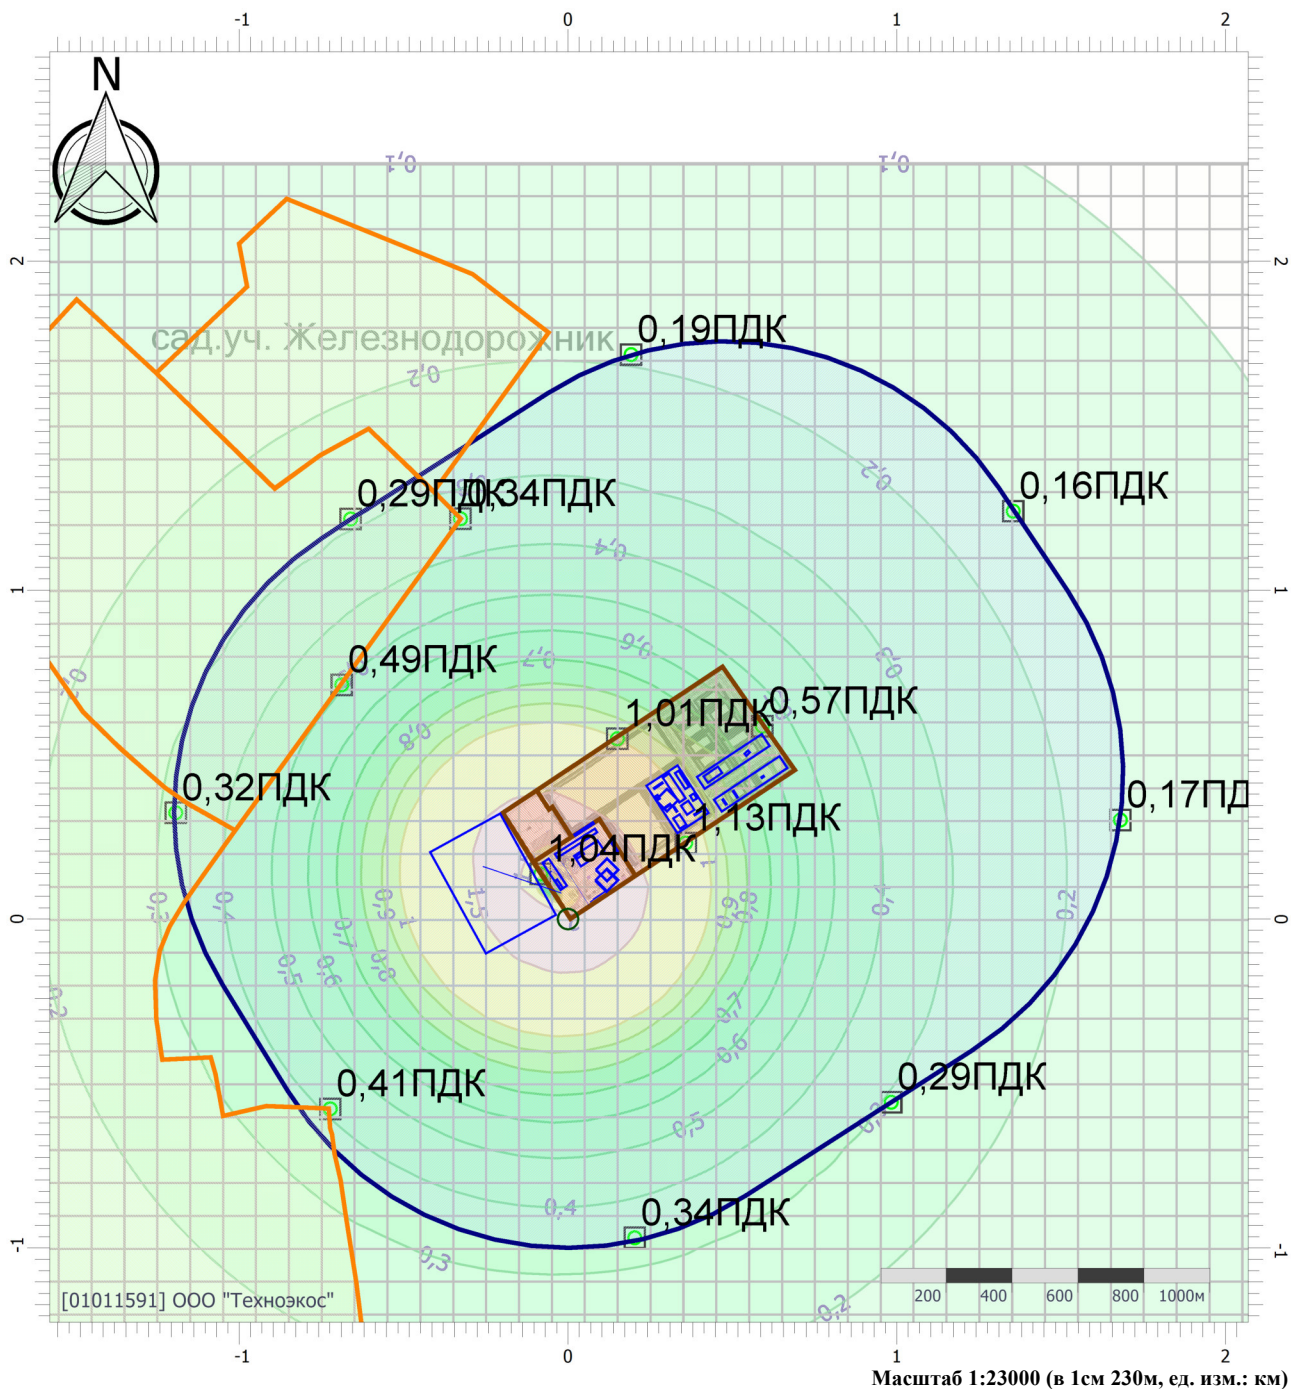 -1 0 1 2
N
0,1 0,1
2 2
сад.уч. Железнодорожник
0,19ПДК
0,2
0,2
0,16ПДК
0,29ПДК
0,34ПДК
0,4
1 1
0,6
0,7
0,3
0,49ПДК
0,57ПДК
1,01ПДК
0,8
0,32ПДК
0,17ПД
1,13ПДК
1
1,04ПДК
0 0
0,3 0,4 0,9 1 1,5 0,9 0,8 0,4 0,2
0,7
0,5 0,6 0,8
0,2
0,7
0,6
0,41ПДК
0,29ПДК
0,3
0,5
0,4
0,34ПДК
-1 -1
0,3
[01011591] ООО "Техноэкос"
200 400 600 800 1000м
0,2
-1 0 1 2
Масштаб 1:23000 (в 1см 230м, ед. изм.: км)